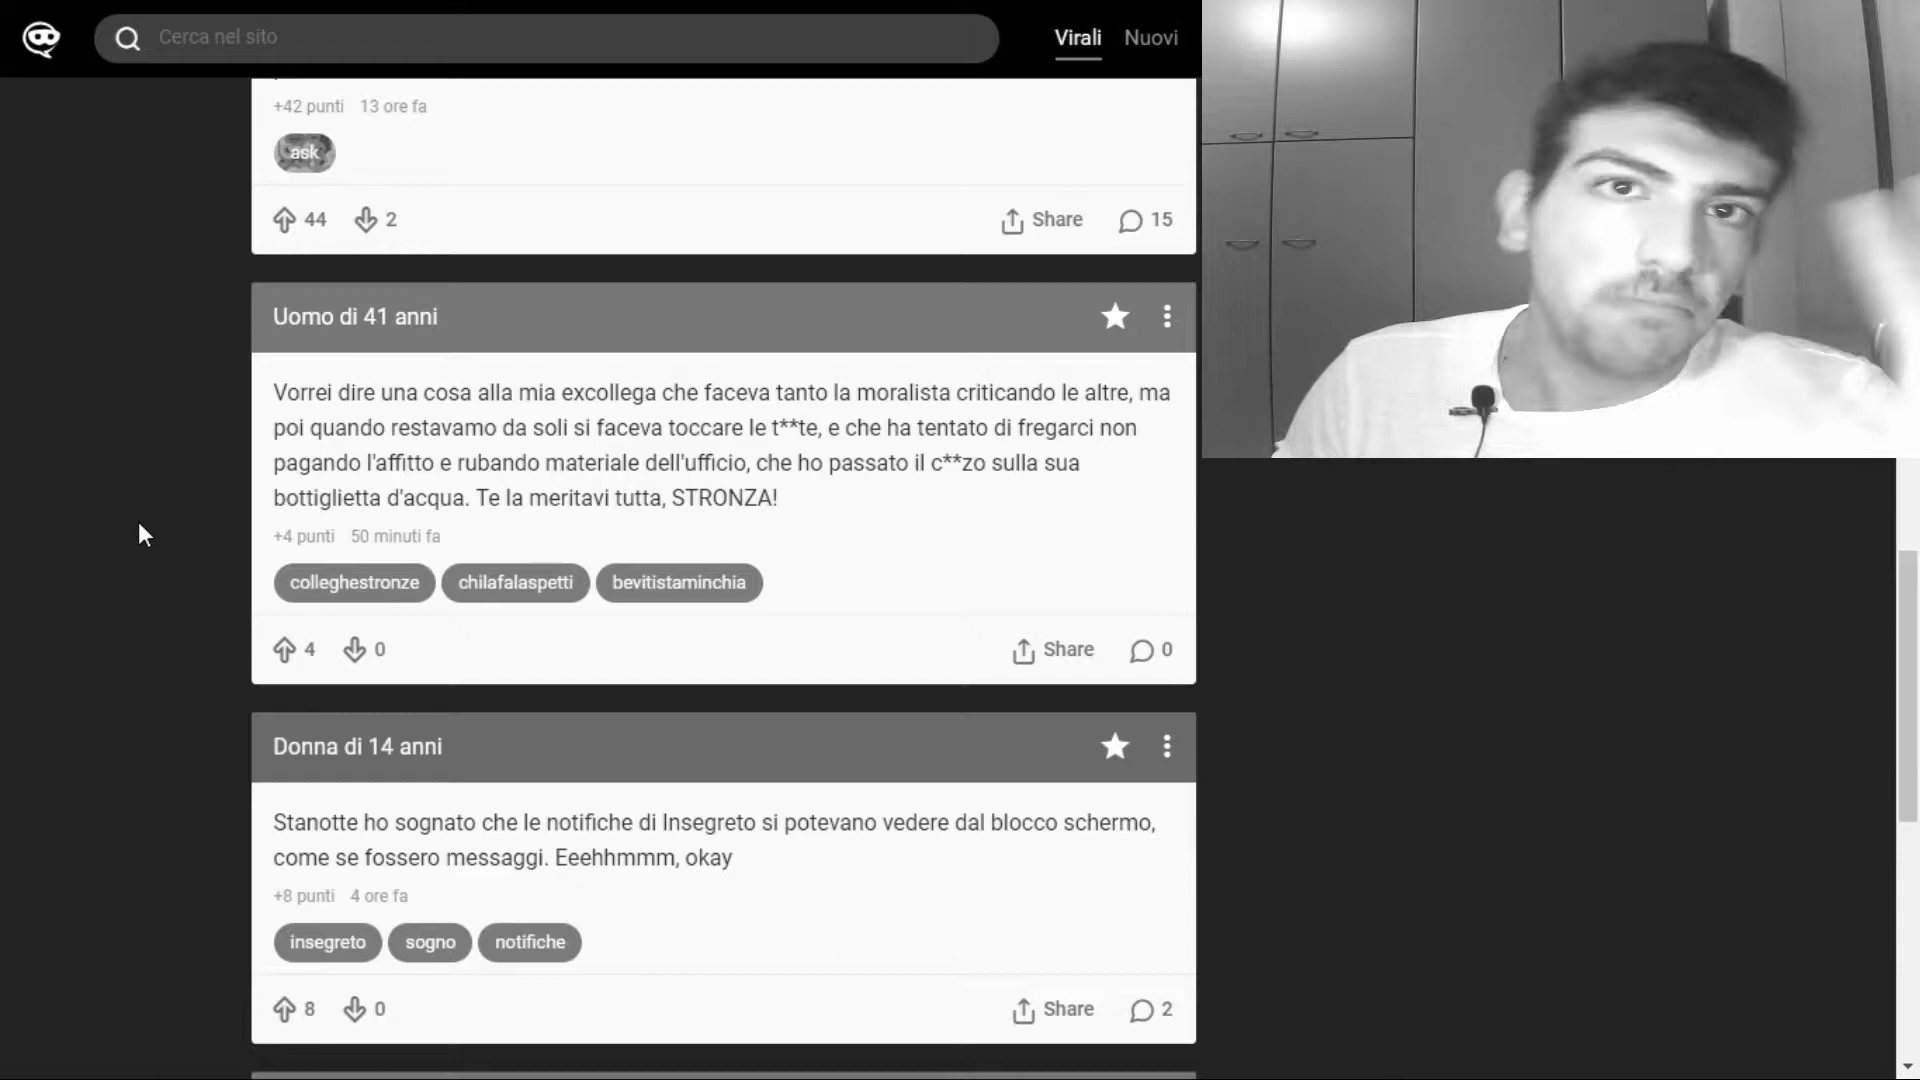 Cerca nel sito
Virali
Nuovi
+42 punti 13 ore fa
ask
44 2 Share 15
Uomo di 41 anni
Vorrei dire una cosa alla mia excollega che faceva tanto la moralista criticando le altre, ma
poi quando restavamo da soli si faceva toccare le t**te, e che ha tentato di fregarci non
pagando l'affitto e rubando materiale dell'ufficio, che ho passato il c**zo sulla sua
bottiglietta d'acqua. Te la meritavi tutta, STRONZA!
+4 punti 50 minuti fa
colleghestronze chilafalaspetti bevitistaminchia
4 0 Share 0
Donna di 14 anni
Stanotte ho sognato che le notifiche di Insegreto si potevano vedere dal blocco schermo,
come se fossero messaggi. Eeehhmmm, okay
+8 punti 4 ore fa
insegreto sogno notifiche
8 0 Share 2